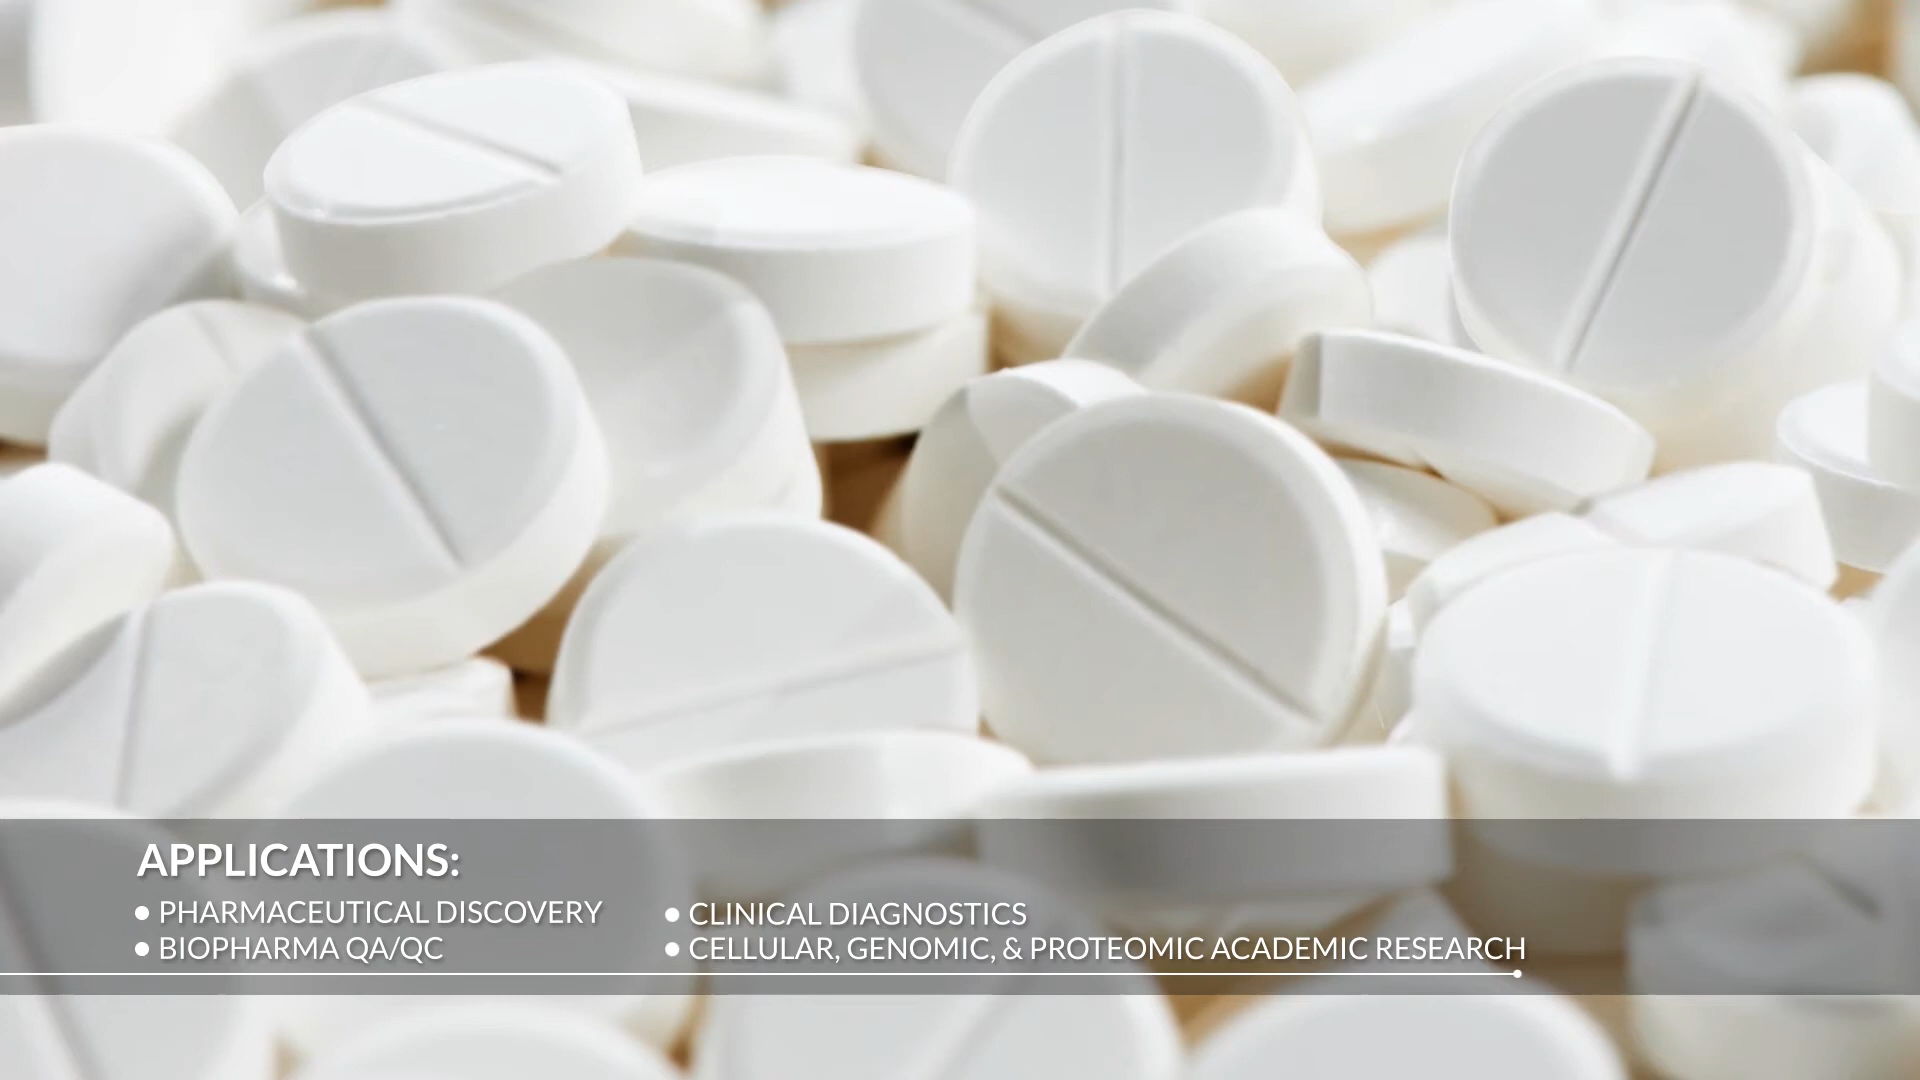 APPLICATIONS:
● PHARMACEUTICAL DISCOVERY
● BIOPHARMA QA/QC
● CLINICAL DIAGNOSTICS
● CELLULAR, GENOMIC, & PROTEOMIC ACADEMIC RESEARCH